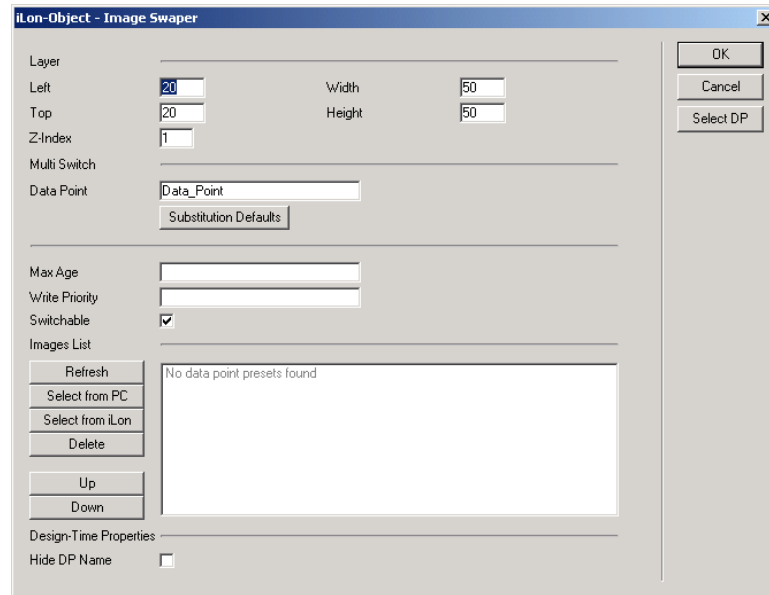 iLon-Object - Image Swaper
OK
Layer
Left 20 Width 50
Cancel
Top 20 Height 50
Select DP
Z-Index 1
Multi Switch
Data Point Data_Point
Substitution Defaults
Max Age
Write Priority
Switchable
Images List
Refresh
No data point presets found
Select from PC
Select from iLon
Delete
Up
Down
Design-Time Properties
Hide DP Name